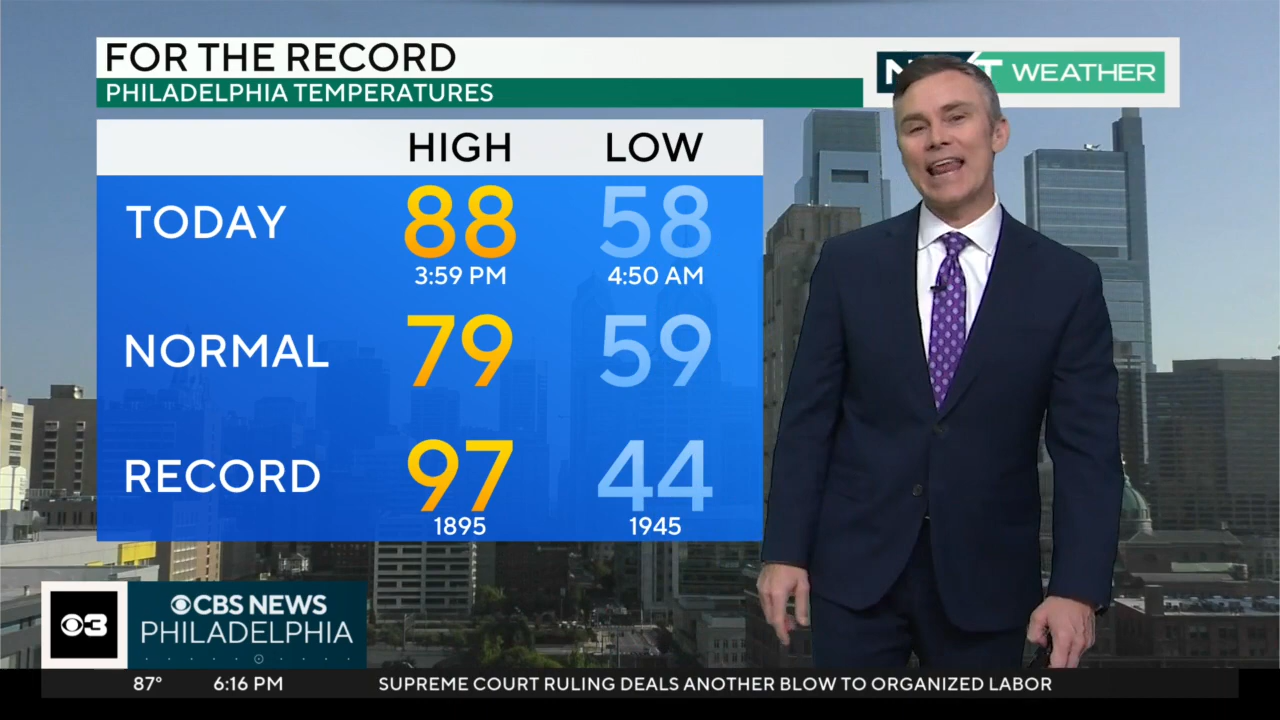 FOR THE RECORD
PHILADELPHIA TEMPERATURES
WEATHER
HIGH LOW
TODAY 88 58
3:59 PM 4:50 AM
NORMAL 79 59
RECORD 97 44
1895 1945
3 CBS NEWS
PHILADELPHIA
87° 6:16 PM SUPREME COURT RULING DEALS ANOTHER BLOW TO ORGANIZED LABOR